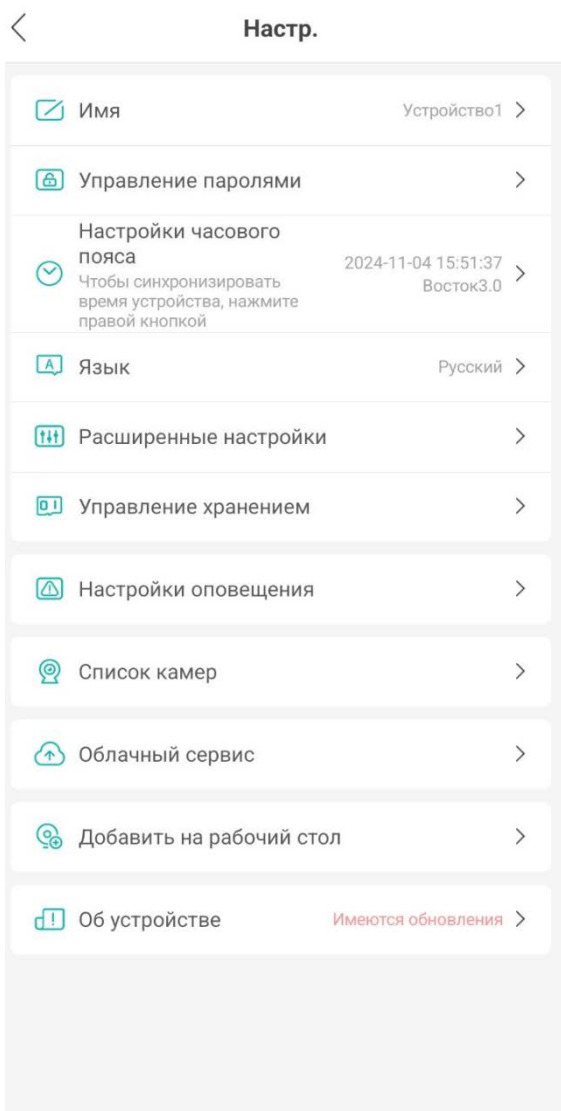 Настр.
Имя
Устройство1
Управление паролями
Настройки часового
пояса
Чтобы синхронизировать
время устройства, нажмите
правой кнопкой
2024-11-04 15:51:37
Восток3.0
Язык
Русский
Расширенные настройки
Управление хранением
Настройки оповещения
Список камер
Облачный сервис
Добавить на рабочий стол
Об устройстве
Имеются обновления